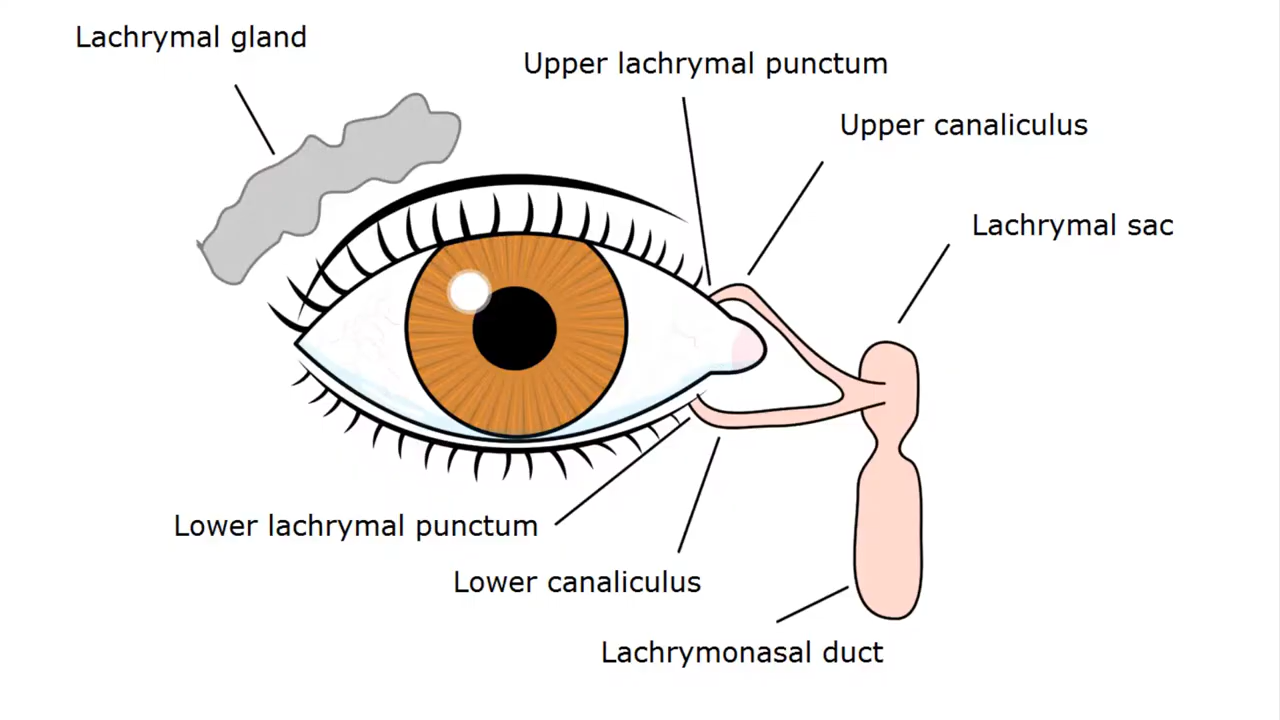 Lachrymal gland
Upper lachrymal punctum
Upper canaliculus
Lachrymal sac
Lower lachrymal punctum
Lower canaliculus
Lachrymonasal duct